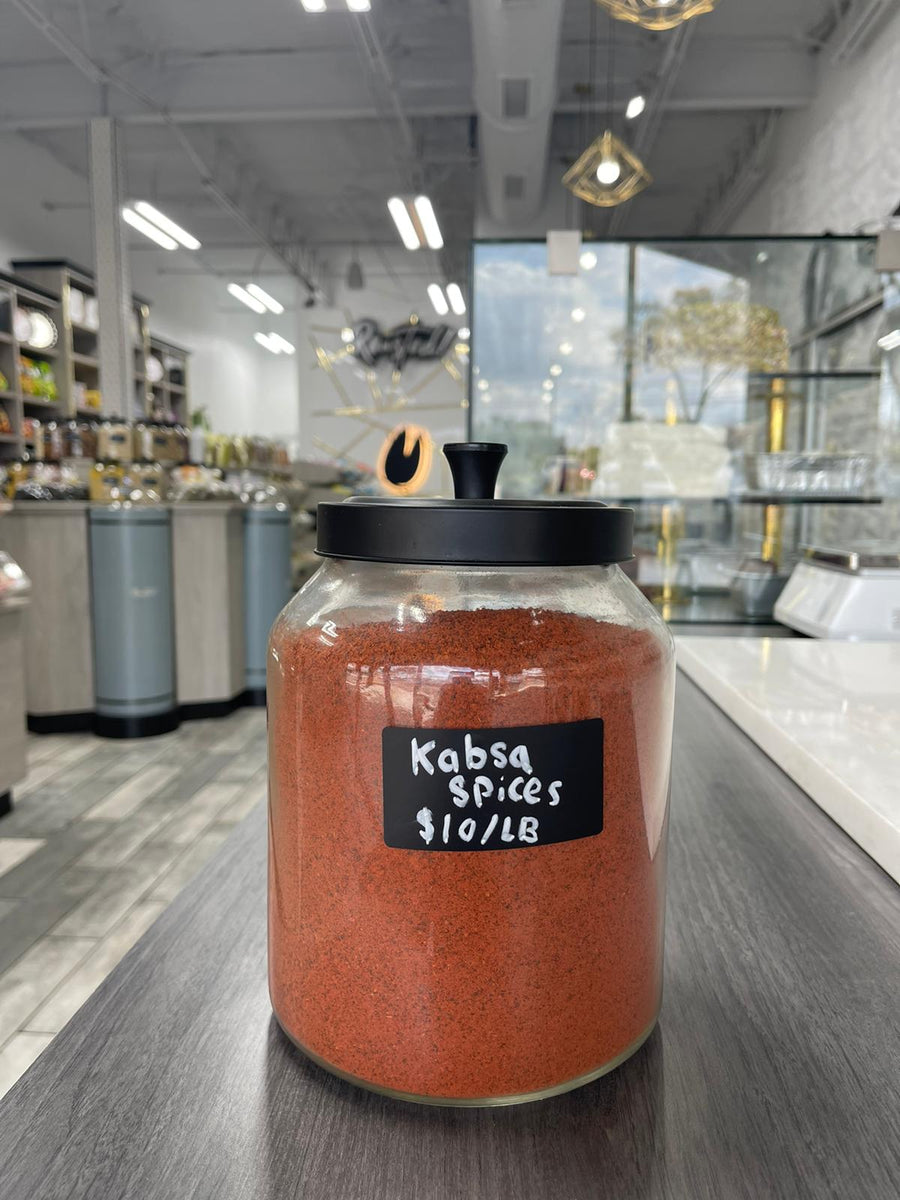 Kabsa
spices
$10/LB